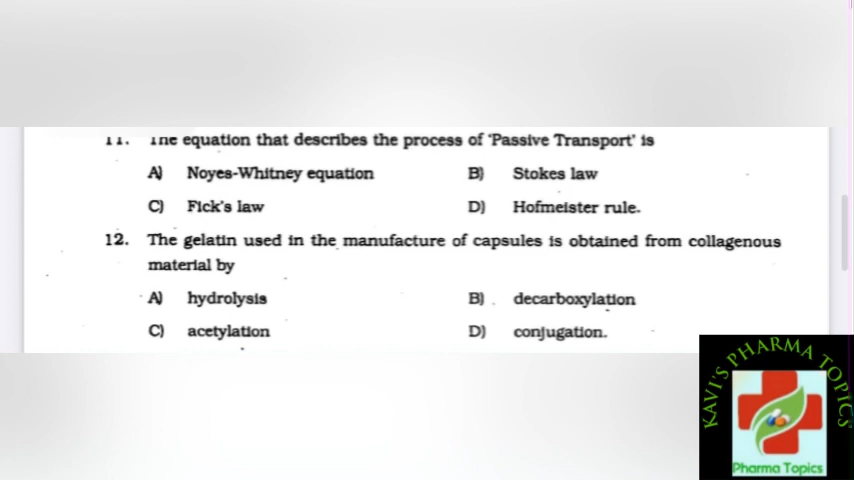 11. The equation that describes the process of 'Passive Transport' is
A) Noyes-Whitney equation B) Stokes law
C) Fick's law D) Hofmeister rule.
12. The gelatin used in the manufacture of capsules is obtained from collagenous
material by
A) hydrolysis B) decarboxylation
C) acetylation D) conjugation.
KAVI'S PHARMA TOPICS
Pharma Topics